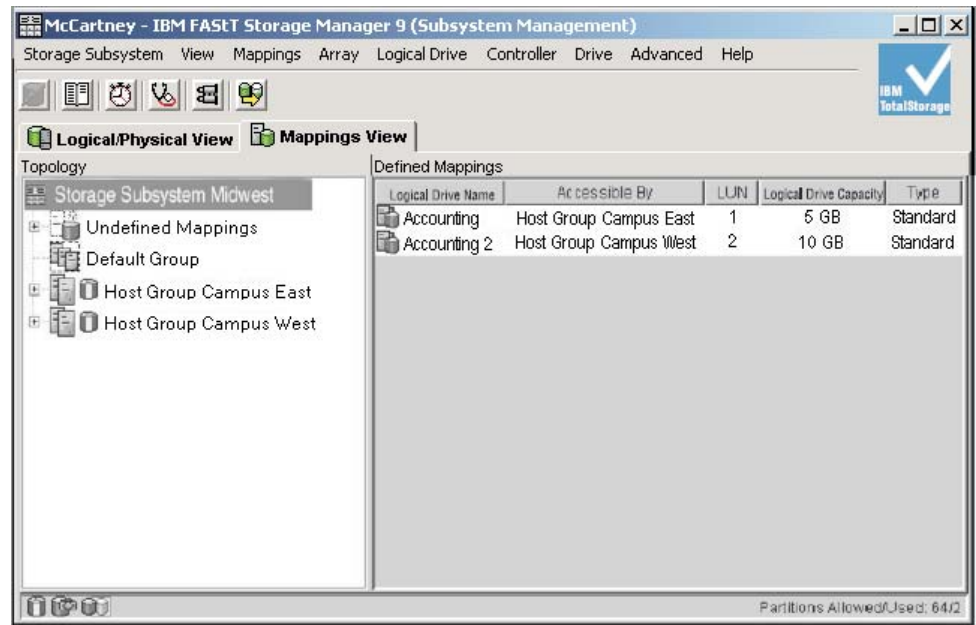 McCartney - IBM FAStT Storage Manager 9 (Subsystem Management)
Storage Subsystem View Mappings Array Logical Drive Controller Drive Advanced Help
IBM
TotalStorage
Logical/Physical View Mappings View
Topology
Storage Subsystem Midwest
Undefined Mappings
Default Group
Host Group Campus East
Host Group Campus West
Defined Mappings
Logical Drive Name Accessible By LUN Logical Drive Capacity Type
Accounting Host Group Campus East 1 5 GB Standard
Accounting 2 Host Group Campus West 2 10 GB Standard
Partitions Allowed/Used: 64/2